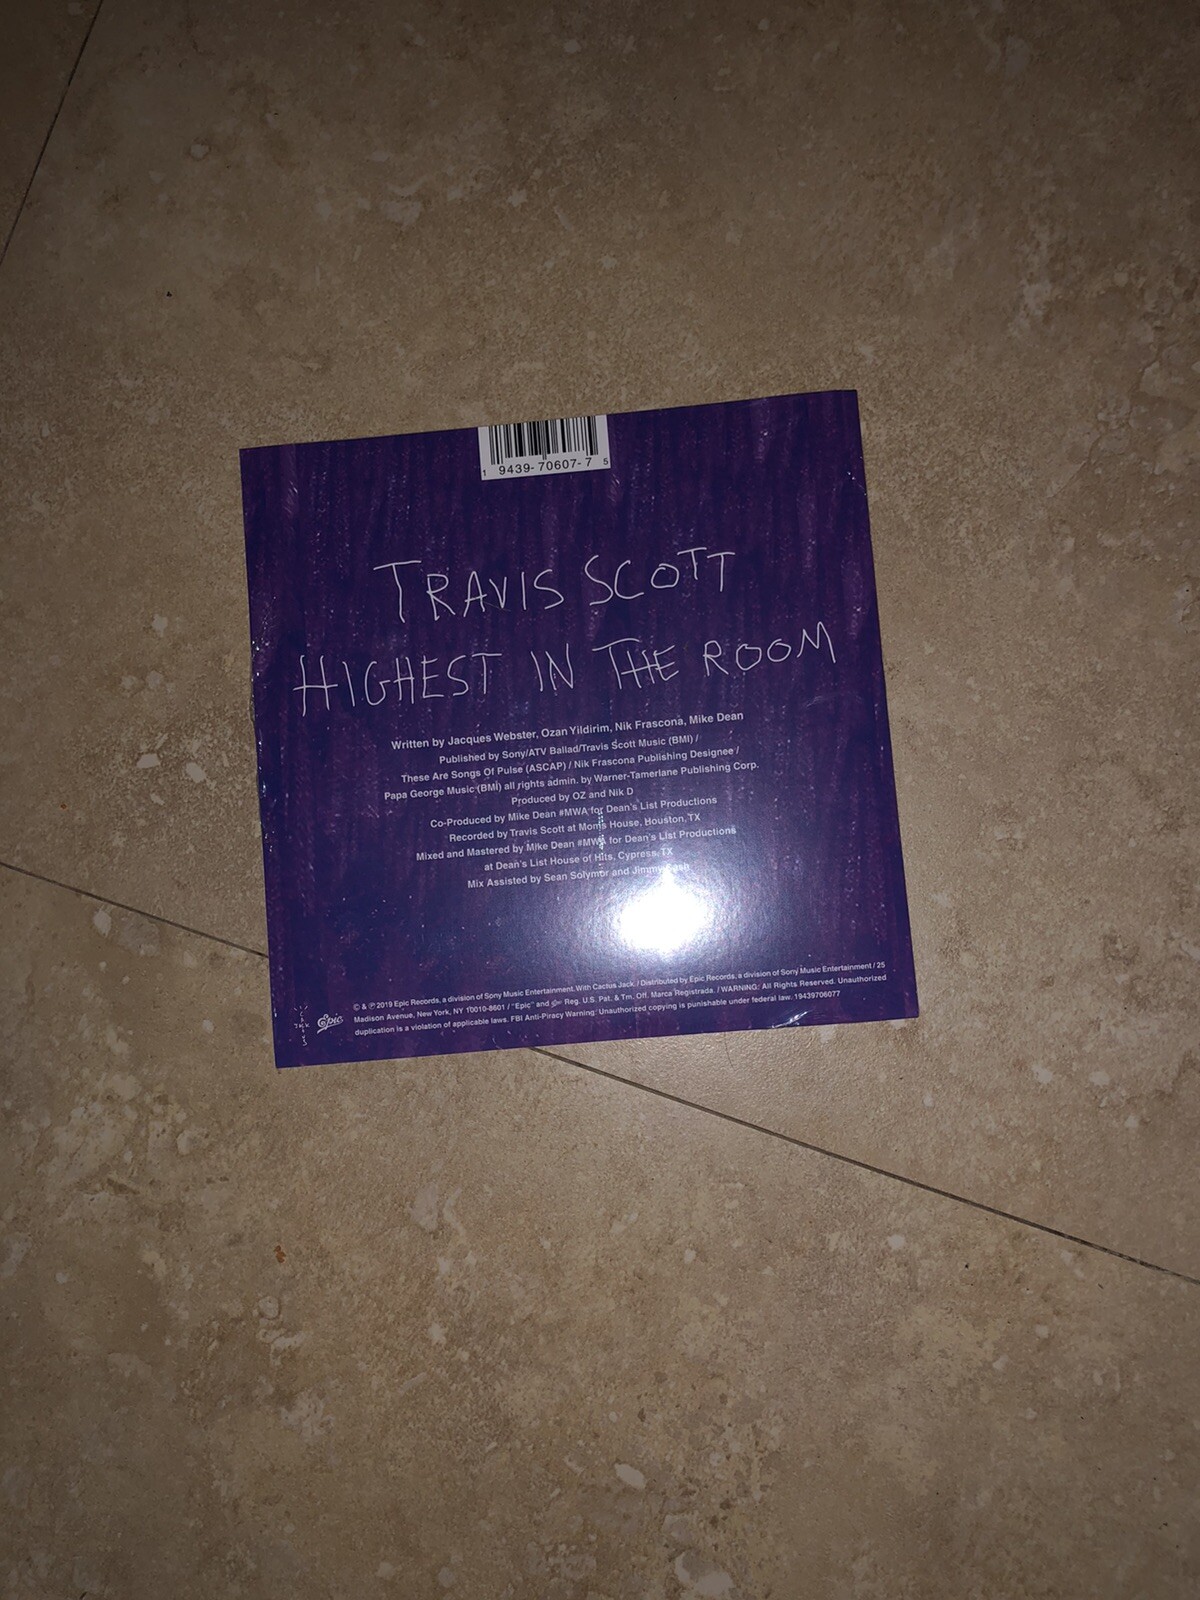 1 9439-70607-7 5
TRAVIS SCOTT
HIGHEST IN THE ROOM
Written by Jacques Webster, Ozan Yildirim, Nik Frascona, Mike Dean
Published by Sony/ATV Ballad/Travis Scott Music (BMI) /
These Are Songs Of Pulse (ASCAP) / Nik Frascona Publishing Designee /
Papa George Music (BMI) all rights admin. by Warner-Tamerlane Publishing Corp.
Produced by OZ and Nik D
Co-Produced by Mike Dean #MWA for Dean's List Productions
Recorded by Travis Scott at Mom's House, Houston, TX
Mixed and Mastered by Mike Dean #MWA for Dean's List Productions
at Dean's List House of Hits, Cypress, TX
Mix Assisted by Sean Solymar and Jimmy Cash
© & ℗ 2019 Epic Records, a division of Sony Music Entertainment. With Cactus Jack. / Distributed by Epic Records, a division of Sony Music Entertainment / 25
Madison Avenue, New York, NY 10010-8601 / "Epic" and Epic Reg. U.S. Pat. & Tm. Off. Marca Registrada. / WARNING: All Rights Reserved. Unauthorized
duplication is a violation of applicable laws. FBI Anti-Piracy Warning: Unauthorized copying is punishable under federal law. 19439706077
JACK
Epic